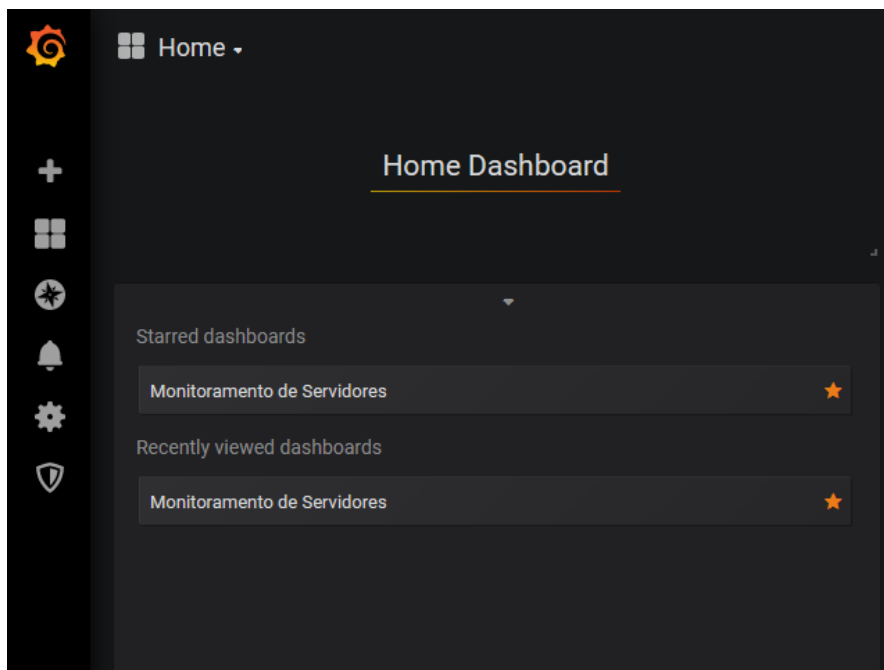 Home
Home Dashboard
Starred dashboards
Monitoramento de Servidores
Recently viewed dashboards
Monitoramento de Servidores